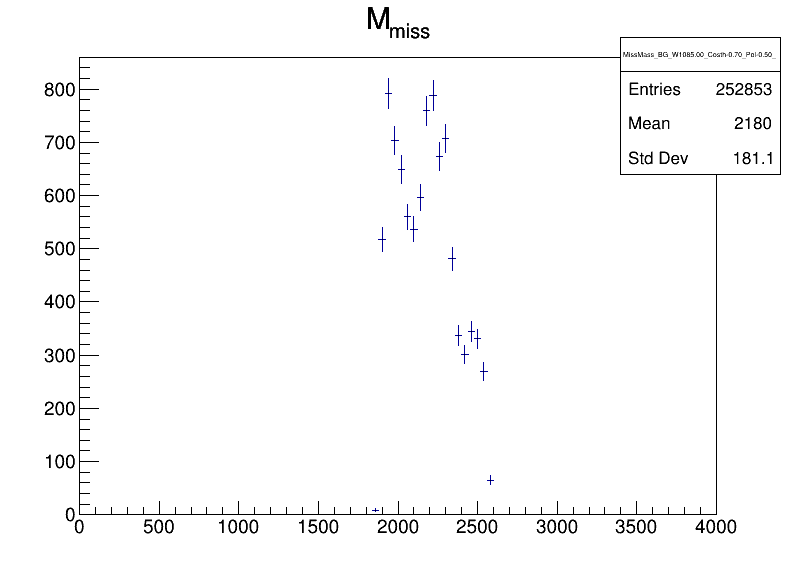 M_miss
MissMass_BG_W1085.00_Costh-0.70_Pol-0.50_
Entries 252853
Mean 2180
Std Dev 181.1
800
700
600
500
400
300
200
100
0
0 500 1000 1500 2000 2500 3000 3500 4000